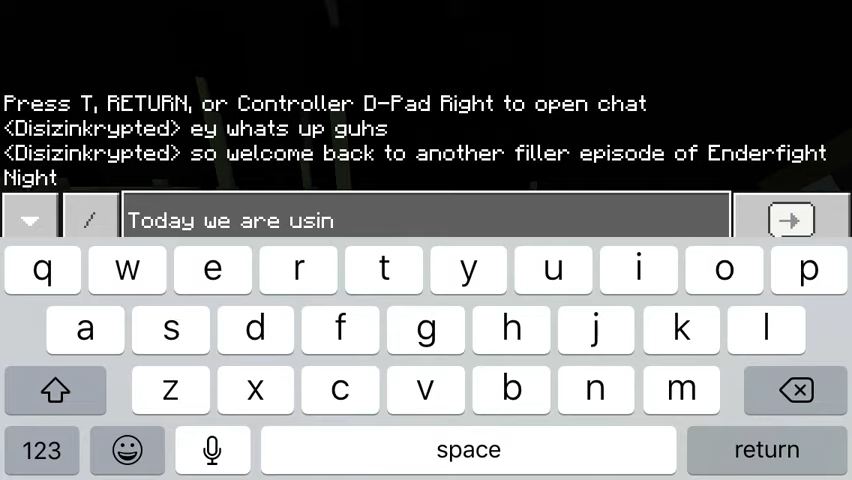 Press T, RETURN, or Controller D-Pad Right to open chat
<Disizinkrypted> ey whats up guhs
<Disizinkrypted> so welcome back to another filler episode of Enderfight
Night
/ Today we are usin
q w e r t y u i o p
a s d f g h j k l
z x c v b n m
123 space return